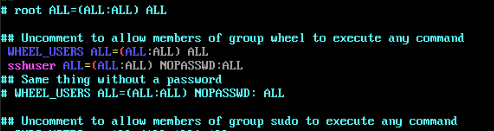 # root ALL=(ALL:ALL) ALL
## Uncomment to allow members of group wheel to execute any command
WHEEL_USERS ALL=(ALL:ALL) ALL
sshuser ALL=(ALL:ALL) NOPASSWD:ALL
## Same thing without a password
# WHEEL_USERS ALL=(ALL:ALL) NOPASSWD: ALL
## Uncomment to allow members of group sudo to execute any command